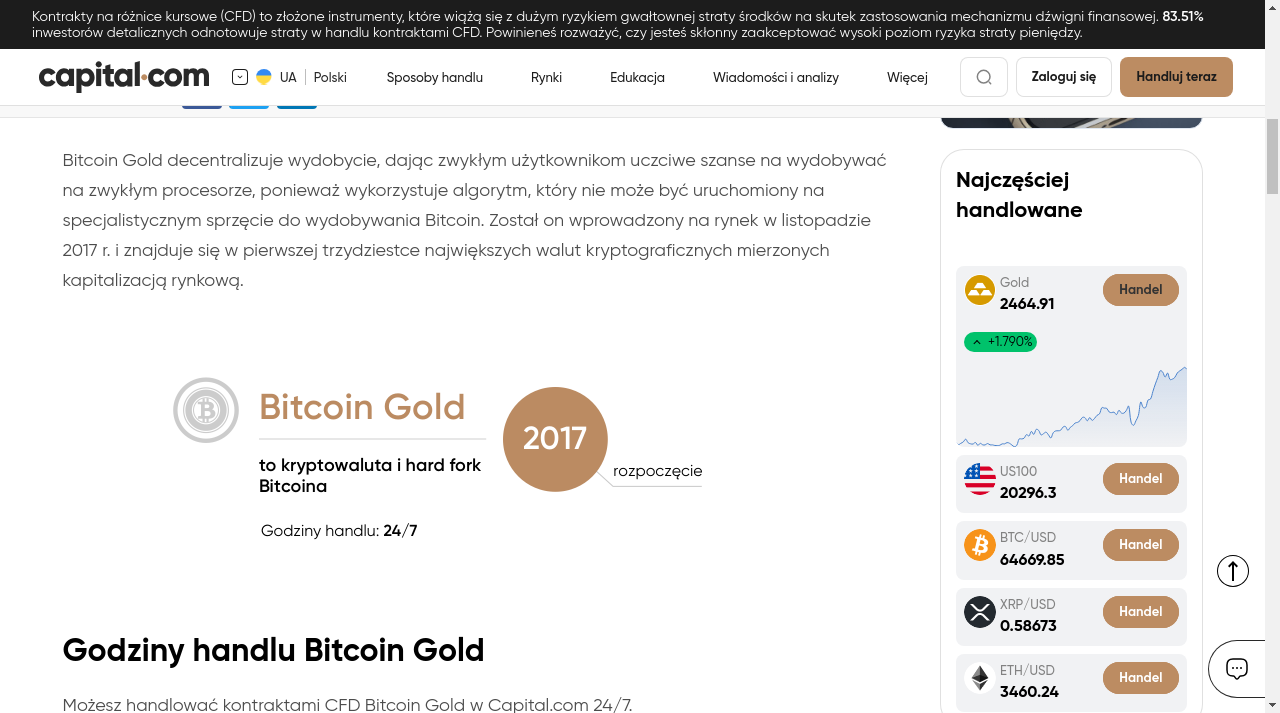 Kontrakty na różnice kursowe (CFD) to złożone instrumenty, które wiążą się z dużym ryzykiem gwałtownej straty środków na skutek zastosowania mechanizmu dźwigni finansowej. 83.51%
inwestorów detalicznych odnotowuje straty w handlu kontraktami CFD. Powinieneś rozważyć, czy jesteś skłonny zaakceptować wysoki poziom ryzyka straty pieniędzy.
capital.com
UA
Polski
Sposoby handlu
Rynki
Edukacja
Wiadomości i analizy
Więcej
Zaloguj się
Handluj teraz
Bitcoin Gold decentralizuje wydobycie, dając zwykłym użytkownikom uczciwe szanse na wydobywać
na zwykłym procesorze, ponieważ wykorzystuje algorytm, który nie może być uruchomiony na
specjalistycznym sprzęcie do wydobywania Bitcoin. Został on wprowadzony na rynek w listopadzie
2017 r. i znajduje się w pierwszej trzydziestce największych walut kryptograficznych mierzonych
kapitalizacją rynkową.
Bitcoin Gold
to kryptowaluta i hard fork
Bitcoina
Godziny handlu: 24/7
2017
rozpoczęcie
Godziny handlu Bitcoin Gold
Możesz handlować kontraktami CFD Bitcoin Gold w Capital.com 24/7.
Najczęściej
handlowane
Gold
2464.91
Handel
+1.790%
US100
20296.3
Handel
BTC/USD
64669.85
Handel
XRP/USD
0.58673
Handel
ETH/USD
3460.24
Handel